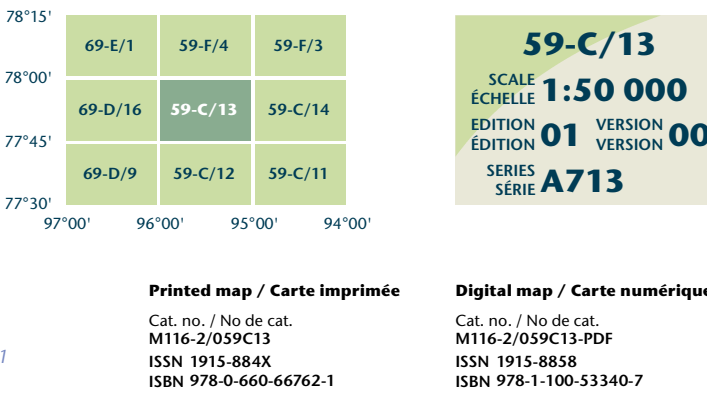 78°15'
69-E/1 59-F/4 59-F/3
78°00'
69-D/16 59-C/13 59-C/14
77°45'
69-D/9 59-C/12 59-C/11
77°30'
97°00' 96°00' 95°00' 94°00'
59-C/13
SCALE
ÉCHELLE 1:50 000
EDITION VERSION
ÉDITION 01 VERSION 00
SERIES
SÉRIE A713
Printed map / Carte imprimée
Cat. no. / No de cat.
M116-2/059C13
ISSN 1915-884X
ISBN 978-0-660-66762-1
Digital map / Carte numérique
Cat. no. / No de cat.
M116-2/059C13-PDF
ISSN 1915-8858
ISBN 978-1-100-53340-7
1